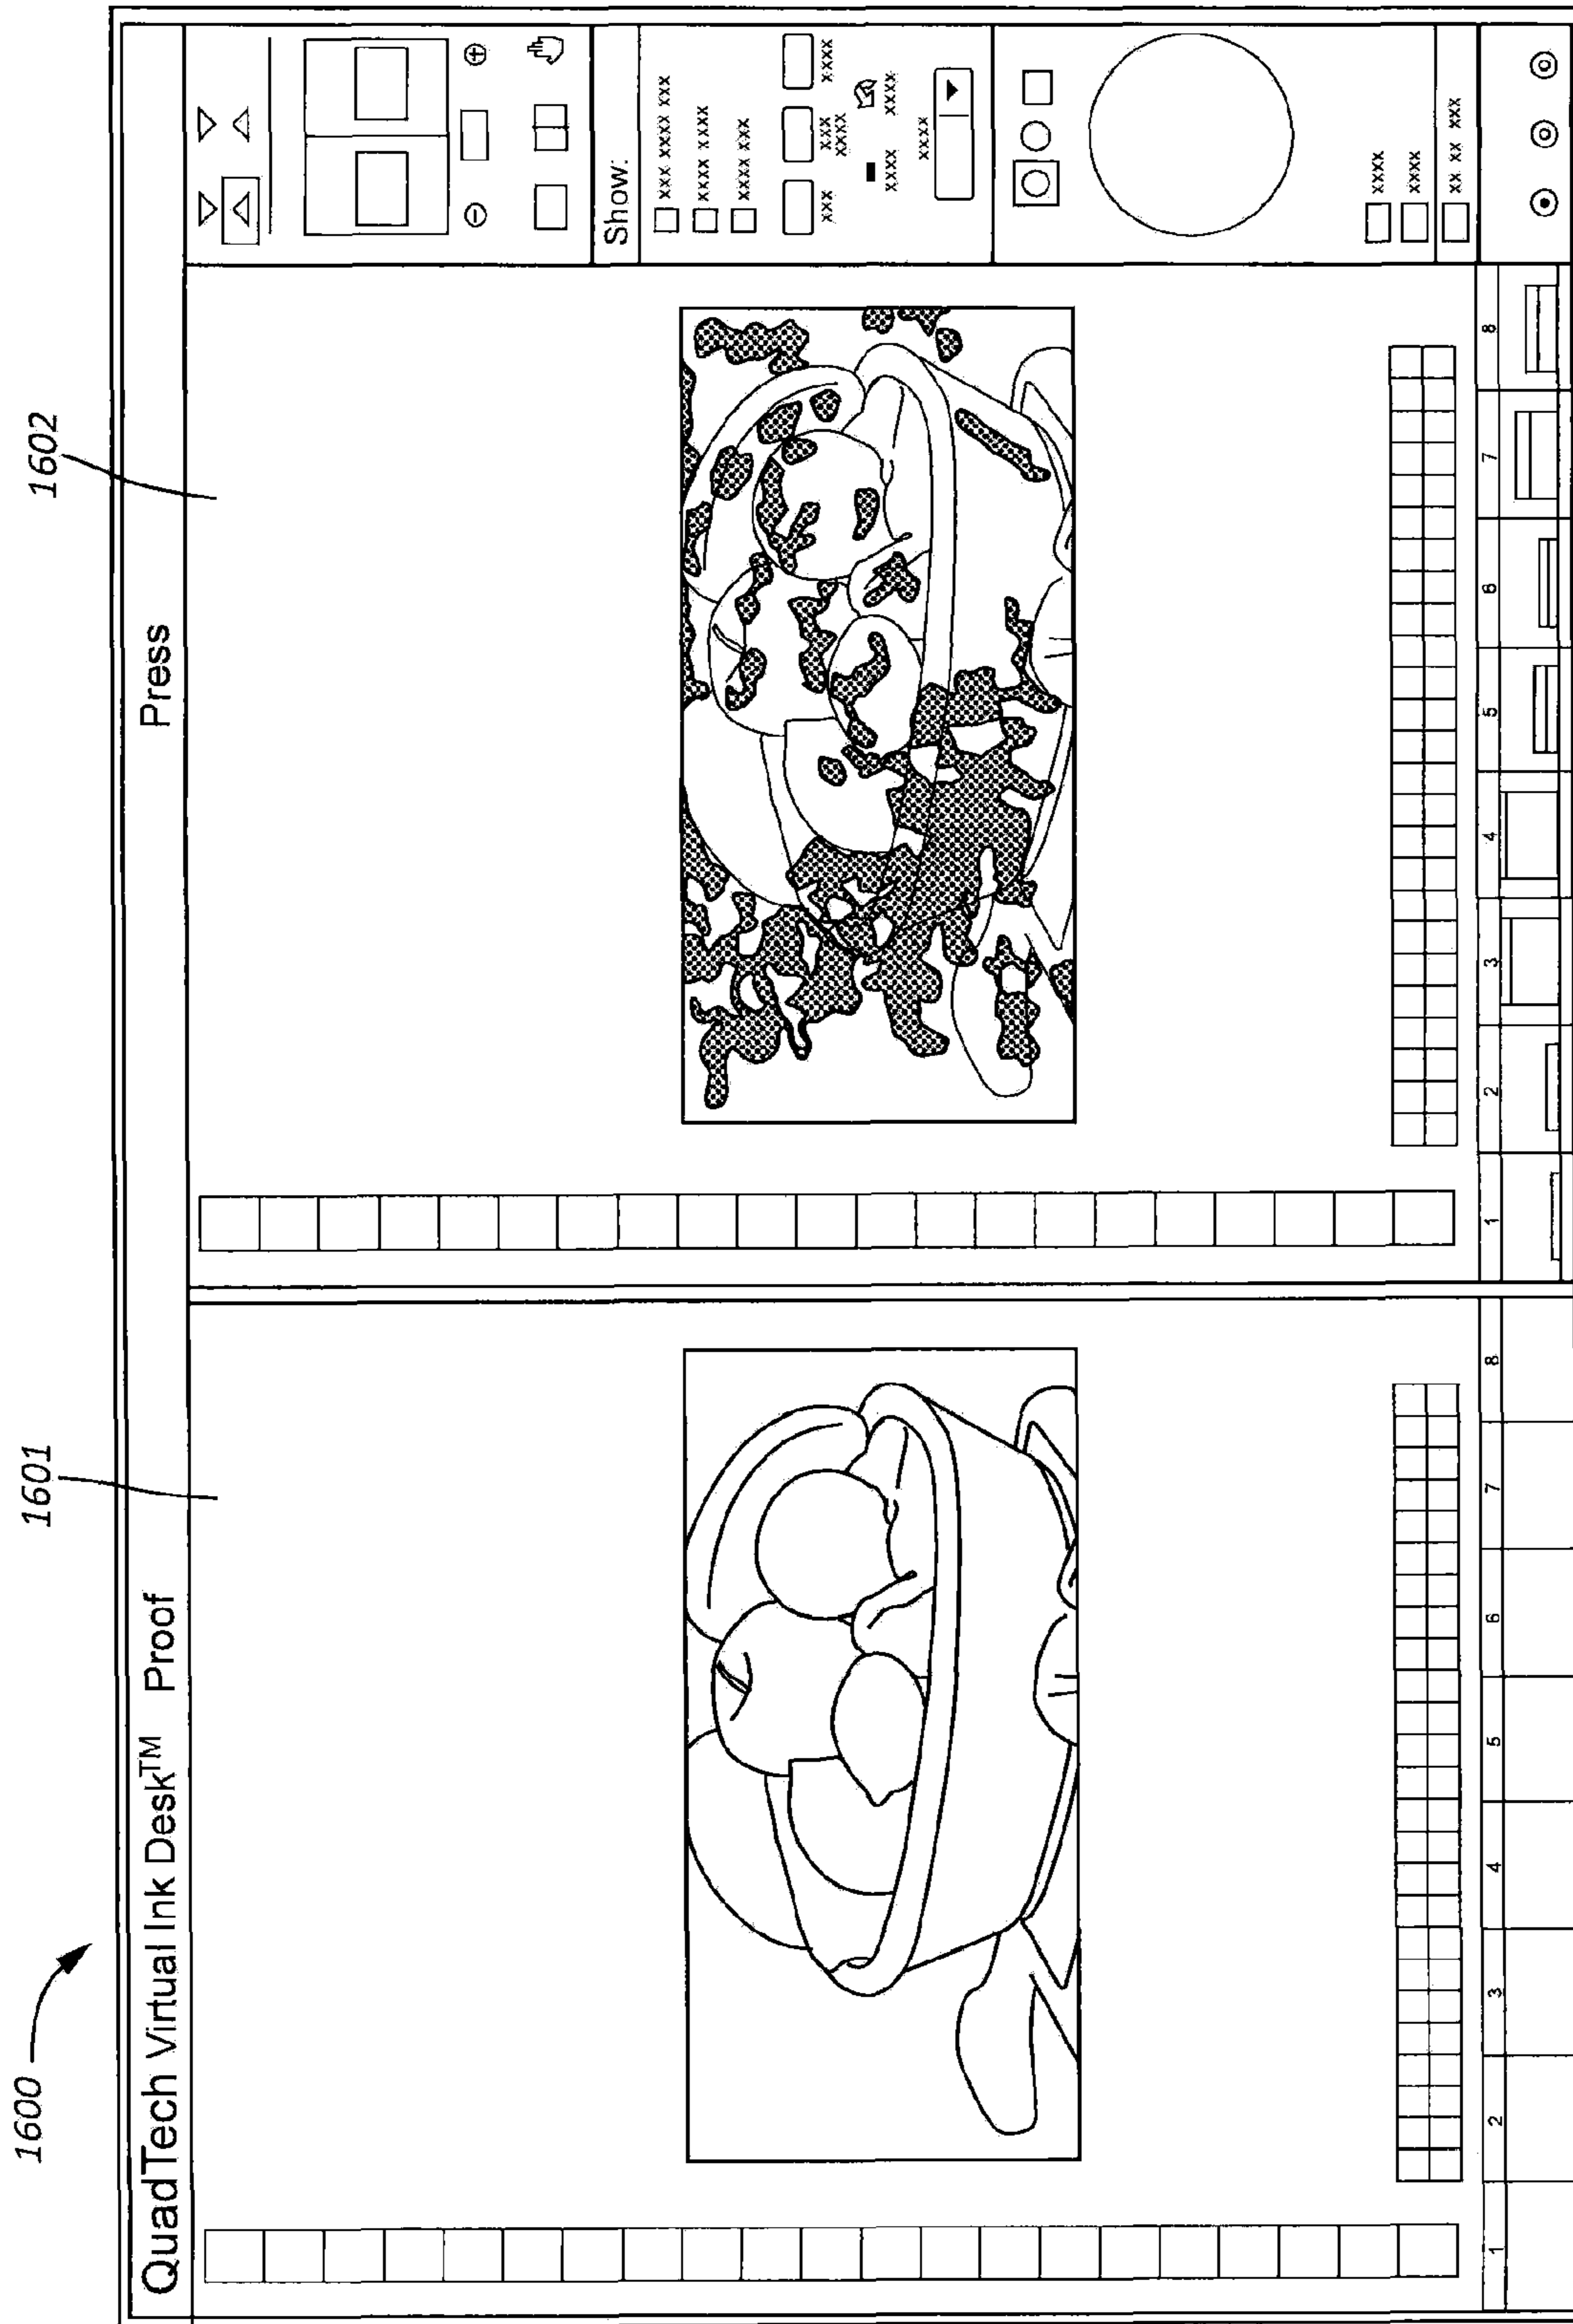 1600
1601
1602
QuadTech Virtual Ink Desk™ Proof
Press
Show:
xxx xxxx xxx
xxxx xxxx
xxxx xxx
xxx
xxx
xxxx
xxxx
xxxx
xxxx
xxxx
xxxx
xxxx
xx xx xxx
1 2 3 4 5 6 7 8
1 2 3 4 5 6 7 8